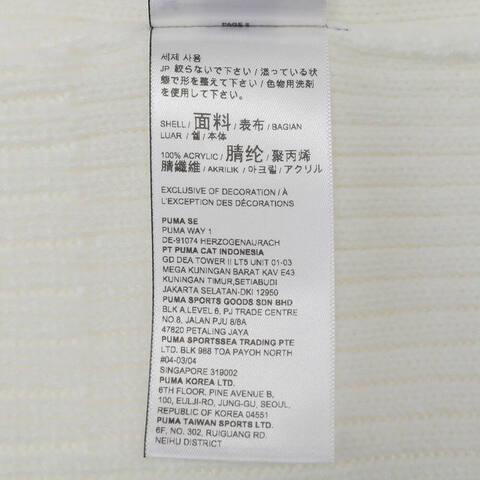 PAGE 5
세제 사용
JP 絞らないで下さい / 湿っている状
態で形を整えて下さい / 色物用洗剤
を使用して下さい
SHELL / 面料 / 表布 / BAGIAN
LUAR / 쉘 / 本体
100% ACRYLIC / 腈纶 / 聚丙烯
腈纖維 / AKRILIK / 아크릴 / アクリル
EXCLUSIVE OF DECORATION / À
L'EXCEPTION DES DÉCORATIONS
PUMA SE
PUMA WAY 1
DE-91074 HERZOGENAURACH
PT PUMA CAT INDONESIA
GD DEA TOWER II LT5 UNIT 01-03
MEGA KUNINGAN BARAT KAV E43
KUNINGAN TIMUR,SETIABUDI
JAKARTA SELATAN-DKI 12950
PUMA SPORTS GOODS SDN BHD
BLK A,LEVEL 6, PJ TRADE CENTRE
NO.8, JALAN PJU 8/8A
47820 PETALING JAYA
PUMA SPORTSSEA TRADING PTE
LTD. BLK 988 TOA PAYOH NORTH
#04-03/04
SINGAPORE 319002
PUMA KOREA LTD.
6TH FLOOR, PINE AVENUE B,
100, EULJI-RO, JUNG-GU, SEOUL,
REPUBLIC OF KOREA 04551
PUMA TAIWAN SPORTS LTD.
6F, NO. 302, RUIGUANG RD.
NEIHU DISTRICT